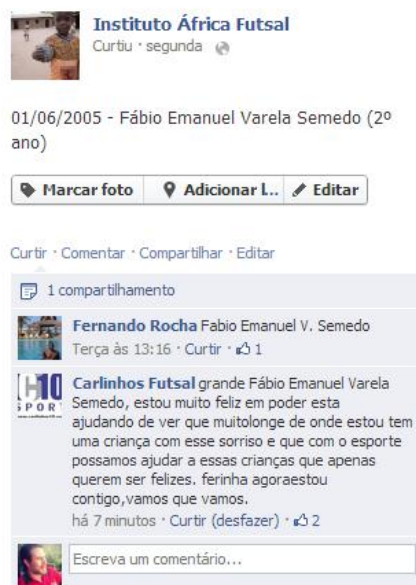 Instituto África Futsal
Curtiu · segunda
01/06/2005 - Fábio Emanuel Varela Semedo (2º
ano)
Marcar foto
Adicionar l...
Editar
Curtir · Comentar · Compartilhar · Editar
1 compartilhamento
Fernando Rocha Fabio Emanuel V. Semedo
Terça às 13:16 · Curtir · 1
Carlinhos Futsal grande Fábio Emanuel Varela
Semedo, estou muito feliz em poder esta
ajudando de ver que muitolonge de onde estou tem
uma criança com esse sorriso e que com o esporte
possamos ajudar a essas crianças que apenas
querem ser felizes. ferinha agoraestou
contigo,vamos que vamos.
há 7 minutos · Curtir (desfazer) · 2
Escreva um comentário...